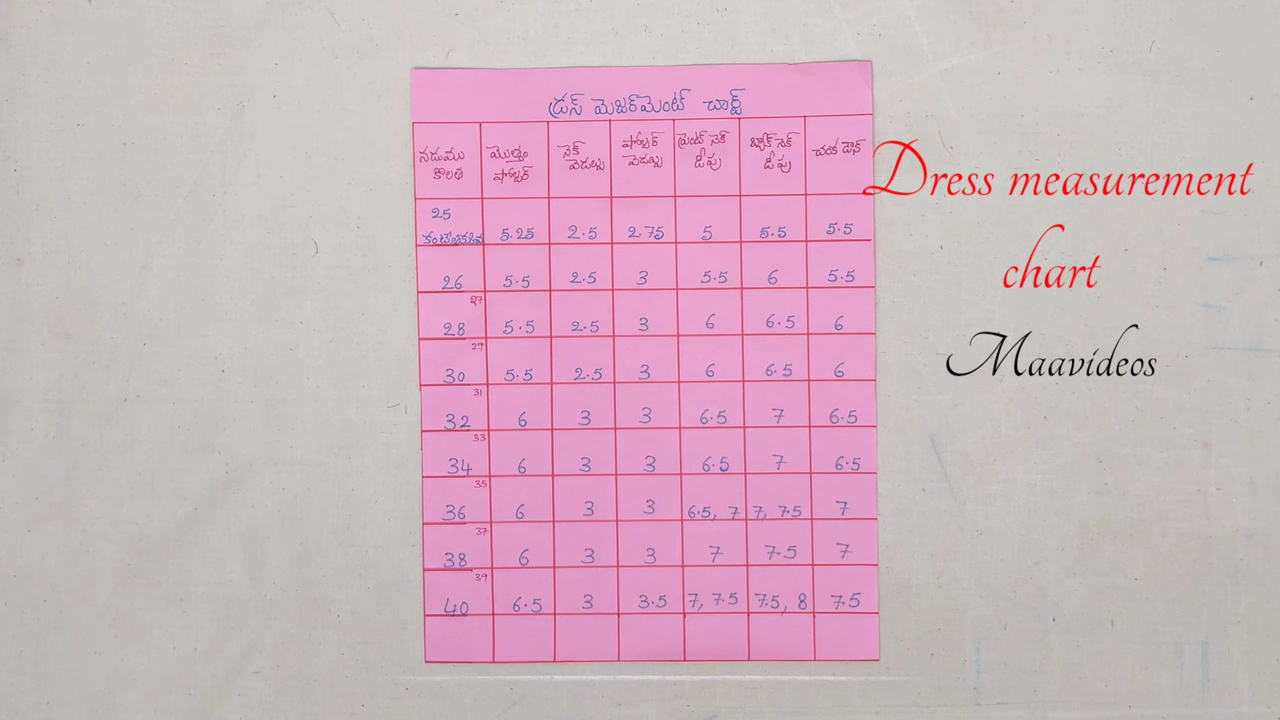 డ్రస్ మెజర్‌మెంట్ చార్ట్
నడుము కొలత మొత్తం షోల్డర్ నెక్ వెడల్పు షోల్డర్ వెడల్పు ఫ్రంట్ నెక్ డీపు బ్యాక్ నెక్ డీపు చంక డౌన్
25 5.25 2.5 2.75 5 5.5 5.5
26 5.5 2.5 3 5.5 6 5.5
27
28 5.5 2.5 3 6 6.5 6
29
30 5.5 2.5 3 6 6.5 6
31
32 6 3 3 6.5 7 6.5
33
34 6 3 3 6.5 7 6.5
35
36 6 3 3 6.5, 7 7, 7.5 7
37
38 6 3 3 7 7.5 7
39
40 6.5 3 3.5 7, 7.5 7.5, 8 7.5
Dress measurement
chart
Maavideos